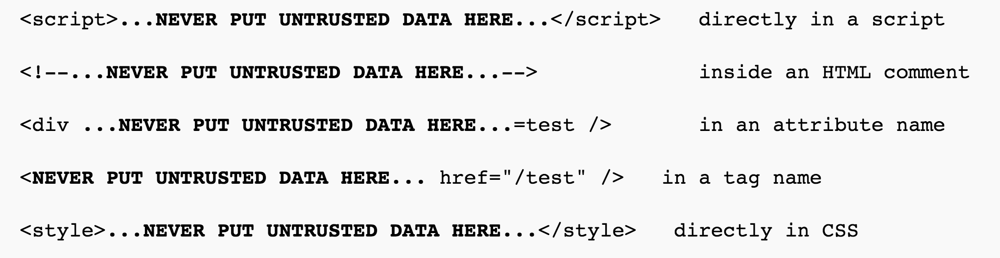 <script>...NEVER PUT UNTRUSTED DATA HERE...</script> directly in a script
<!--...NEVER PUT UNTRUSTED DATA HERE...--> inside an HTML comment
<div ...NEVER PUT UNTRUSTED DATA HERE...=test /> in an attribute name
<NEVER PUT UNTRUSTED DATA HERE... href="/test" /> in a tag name
<style>...NEVER PUT UNTRUSTED DATA HERE...</style> directly in CSS